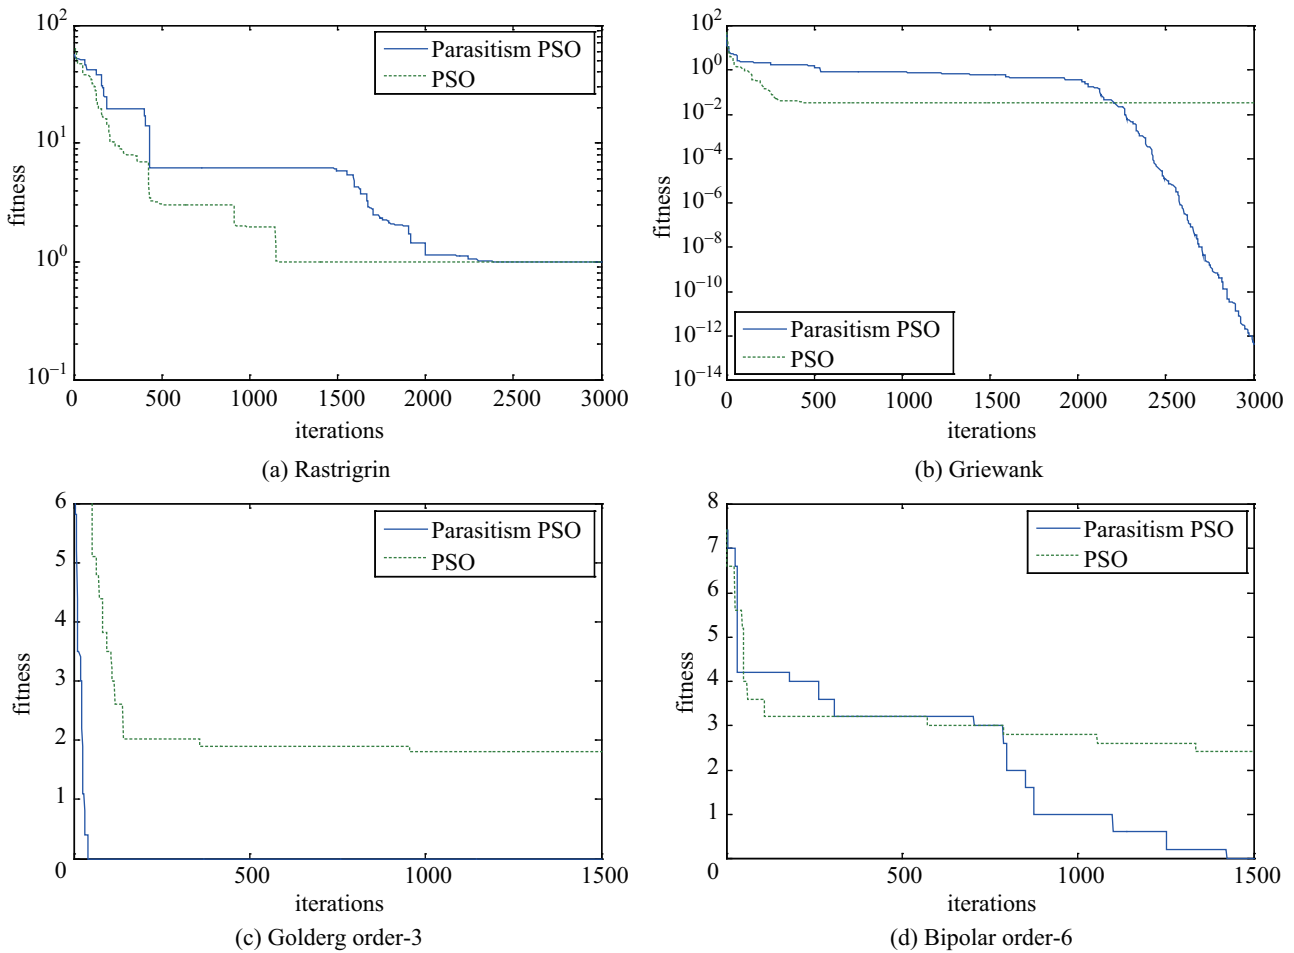 10^2
10^1
10^0
10^−1
fitness
Parasitism PSO
PSO
0 500 1000 1500 2000 2500 3000
iterations
(a) Rastrigrin
10^2
10^0
10^−2
10^−4
10^−6
10^−8
10^−10
10^−12
10^−14
fitness
Parasitism PSO
PSO
0 500 1000 1500 2000 2500 3000
iterations
(b) Griewank
6
5
4
3
2
1
0
fitness
Parasitism PSO
PSO
500 1000 1500
iterations
(c) Golderg order-3
8
7
6
5
4
3
2
1
0
fitness
Parasitism PSO
PSO
500 1000 1500
iterations
(d) Bipolar order-6